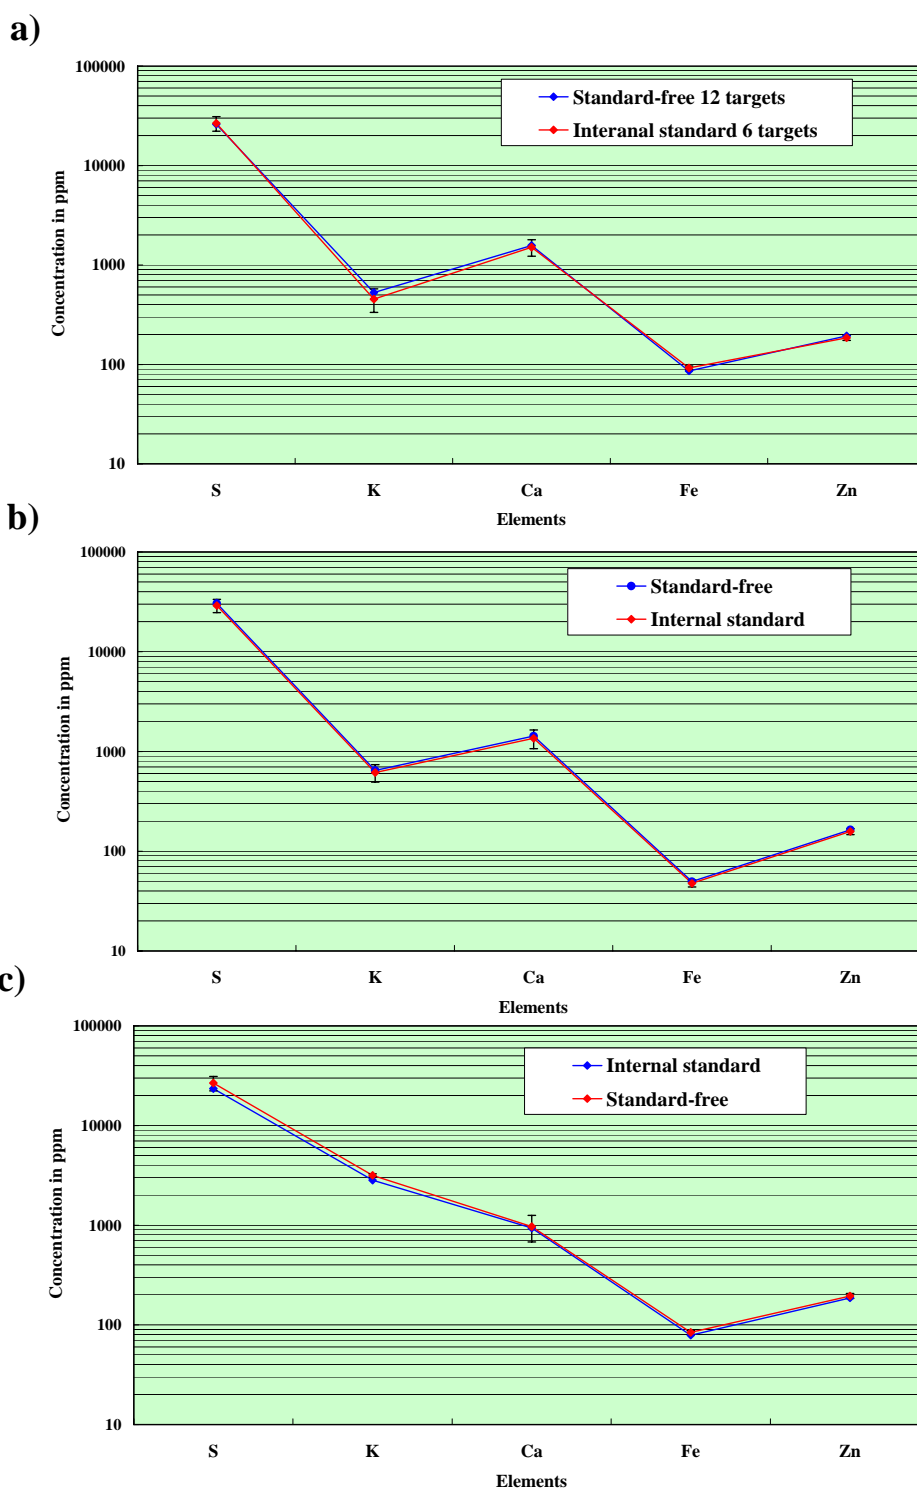 a)
100000
10000
1000
100
10
Concentration in ppm
Standard-free 12 targets
Interanal standard 6 targets
S K Ca Fe Zn
Elements
b)
100000
10000
1000
100
10
Concentration in ppm
Standard-free
Internal standard
S K Ca Fe Zn
Elements
c)
100000
10000
1000
100
10
Concentration in ppm
Internal standard
Standard-free
S K Ca Fe Zn
Elements